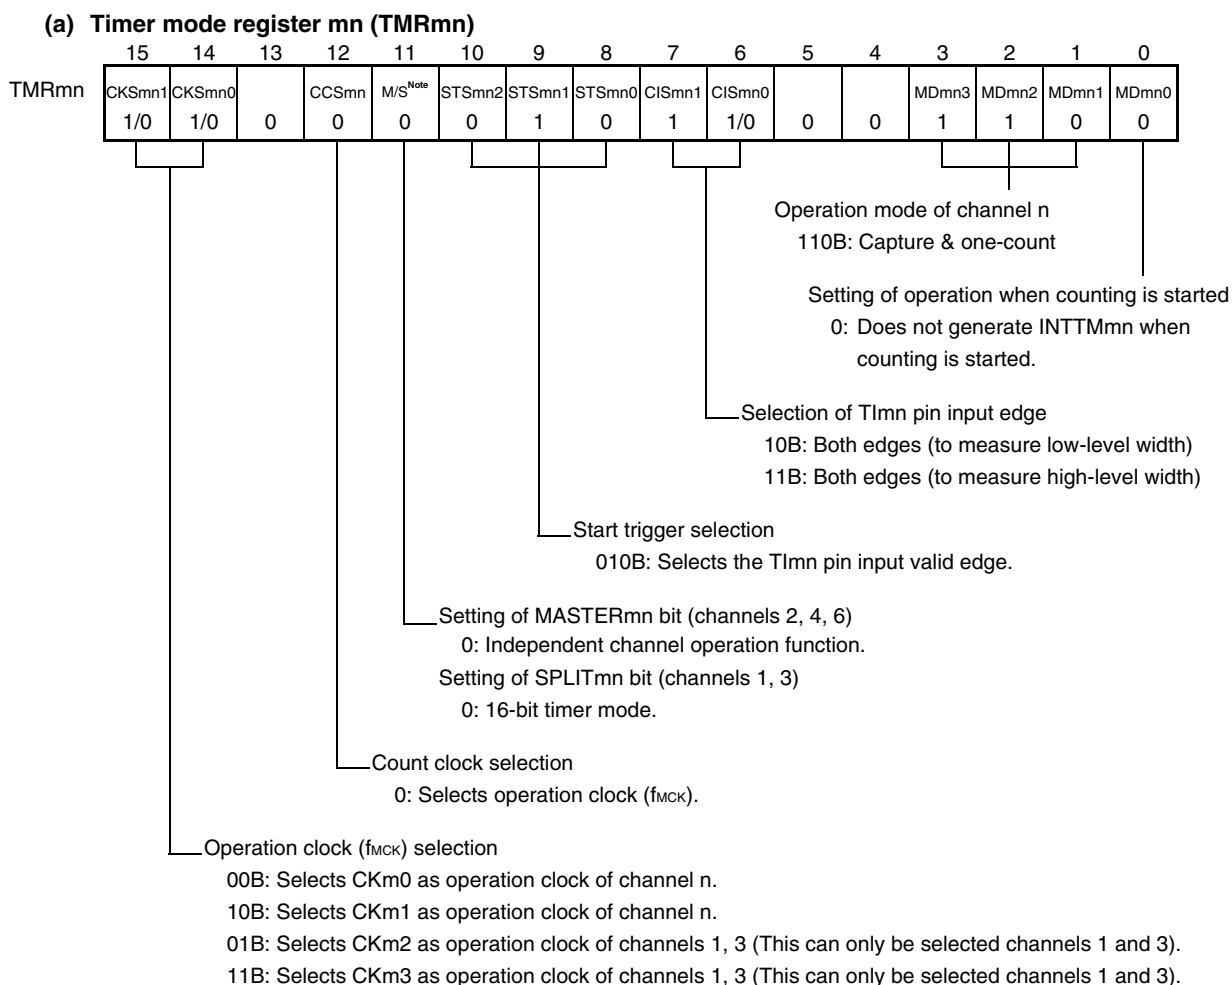 (a) Timer mode register mn (TMRmn)
15 14 13 12 11 10 9 8 7 6 5 4 3 2 1 0
TMRmn CKSmn1 CKSmn0 CCSmn M/S Note STSmn2 STSmn1 STSmn0 CISmn1 CISmn0 MDmn3 MDmn2 MDmn1 MDmn0
1/0 1/0 0 0 0 0 1 0 1 1/0 0 0 1 1 0 0
Operation mode of channel n
110B: Capture & one-count
Setting of operation when counting is started
0: Does not generate INTTMmn when
counting is started.
Selection of TImn pin input edge
10B: Both edges (to measure low-level width)
11B: Both edges (to measure high-level width)
Start trigger selection
010B: Selects the TImn pin input valid edge.
Setting of MASTERmn bit (channels 2, 4, 6)
0: Independent channel operation function.
Setting of SPLITmn bit (channels 1, 3)
0: 16-bit timer mode.
Count clock selection
0: Selects operation clock (fMCK).
Operation clock (fMCK) selection
00B: Selects CKm0 as operation clock of channel n.
10B: Selects CKm1 as operation clock of channel n.
01B: Selects CKm2 as operation clock of channels 1, 3 (This can only be selected channels 1 and 3).
11B: Selects CKm3 as operation clock of channels 1, 3 (This can only be selected channels 1 and 3).